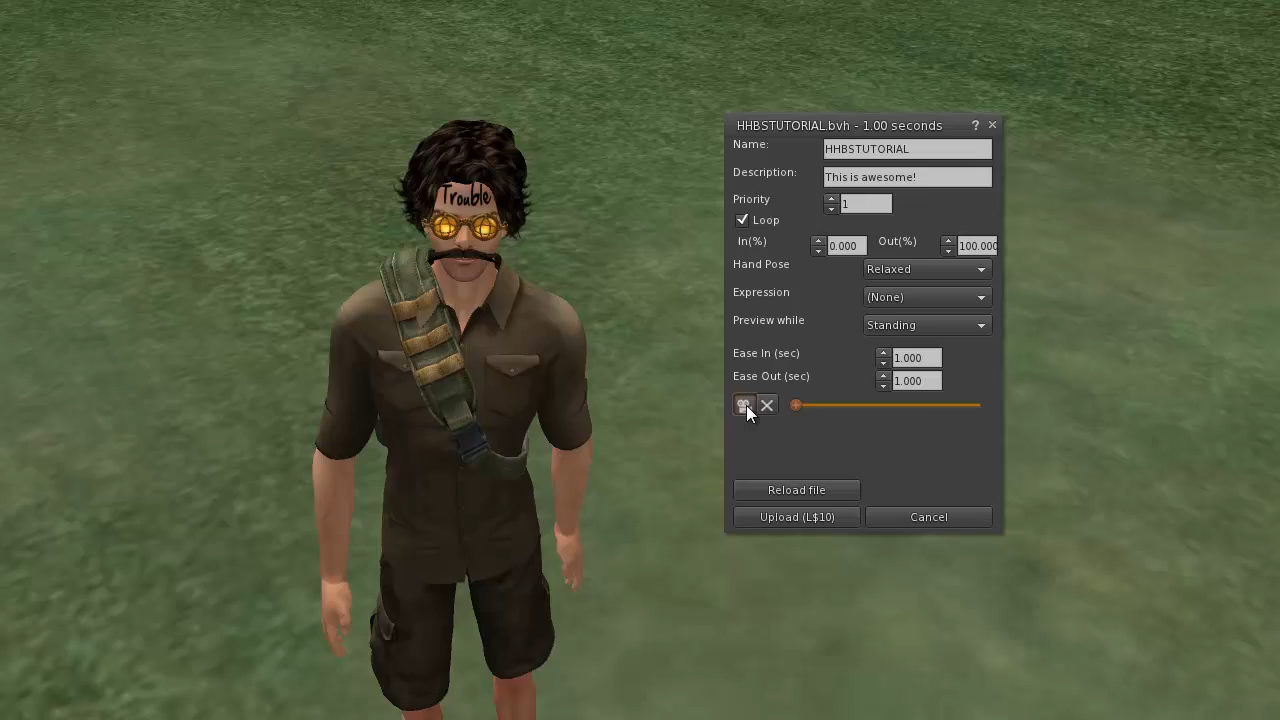 Trouble
HHBSTUTORIAL.bvh - 1.00 seconds ? ×
Name: HHBSTUTORIAL
Description: This is awesome!
Priority 1
Loop
In(%) 0.000 Out(%) 100.000
Hand Pose Relaxed
Expression (None)
Preview while Standing
Ease In (sec) 1.000
Ease Out (sec) 1.000
Reload file
Upload (L$10) Cancel